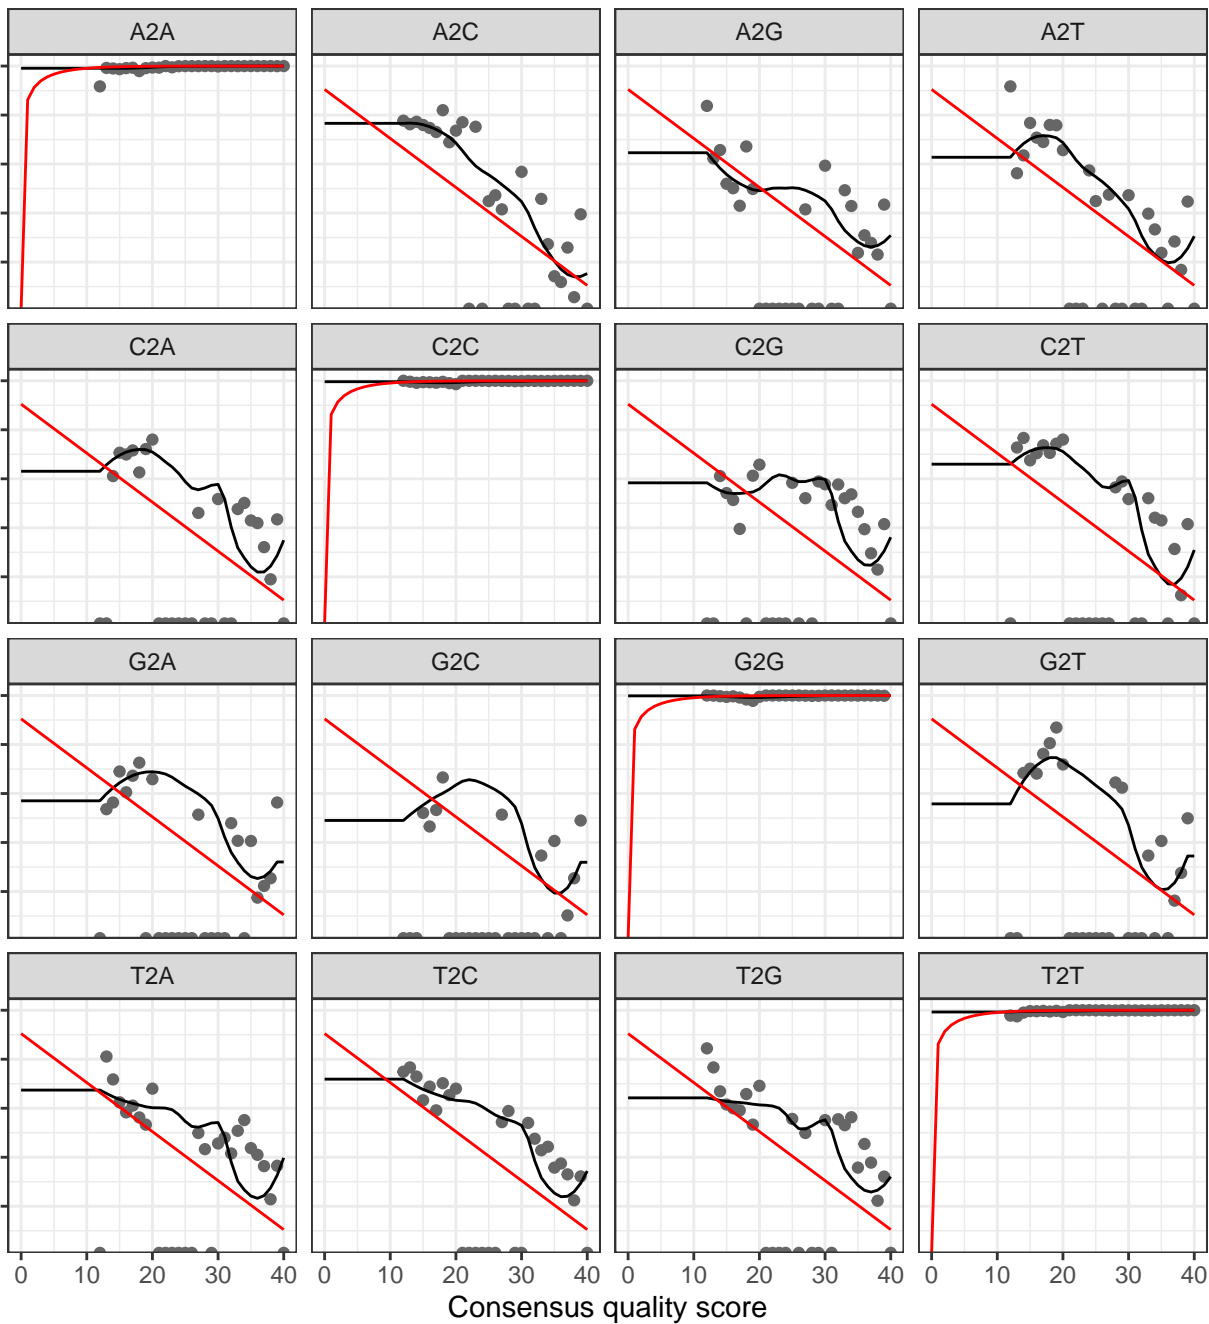 A2A A2C A2G A2T
C2A C2C C2G C2T
G2A G2C G2G G2T
T2A T2C T2G T2T
0 10 20 30 40 0 10 20 30 40 0 10 20 30 40 0 10 20 30 40
Consensus quality score